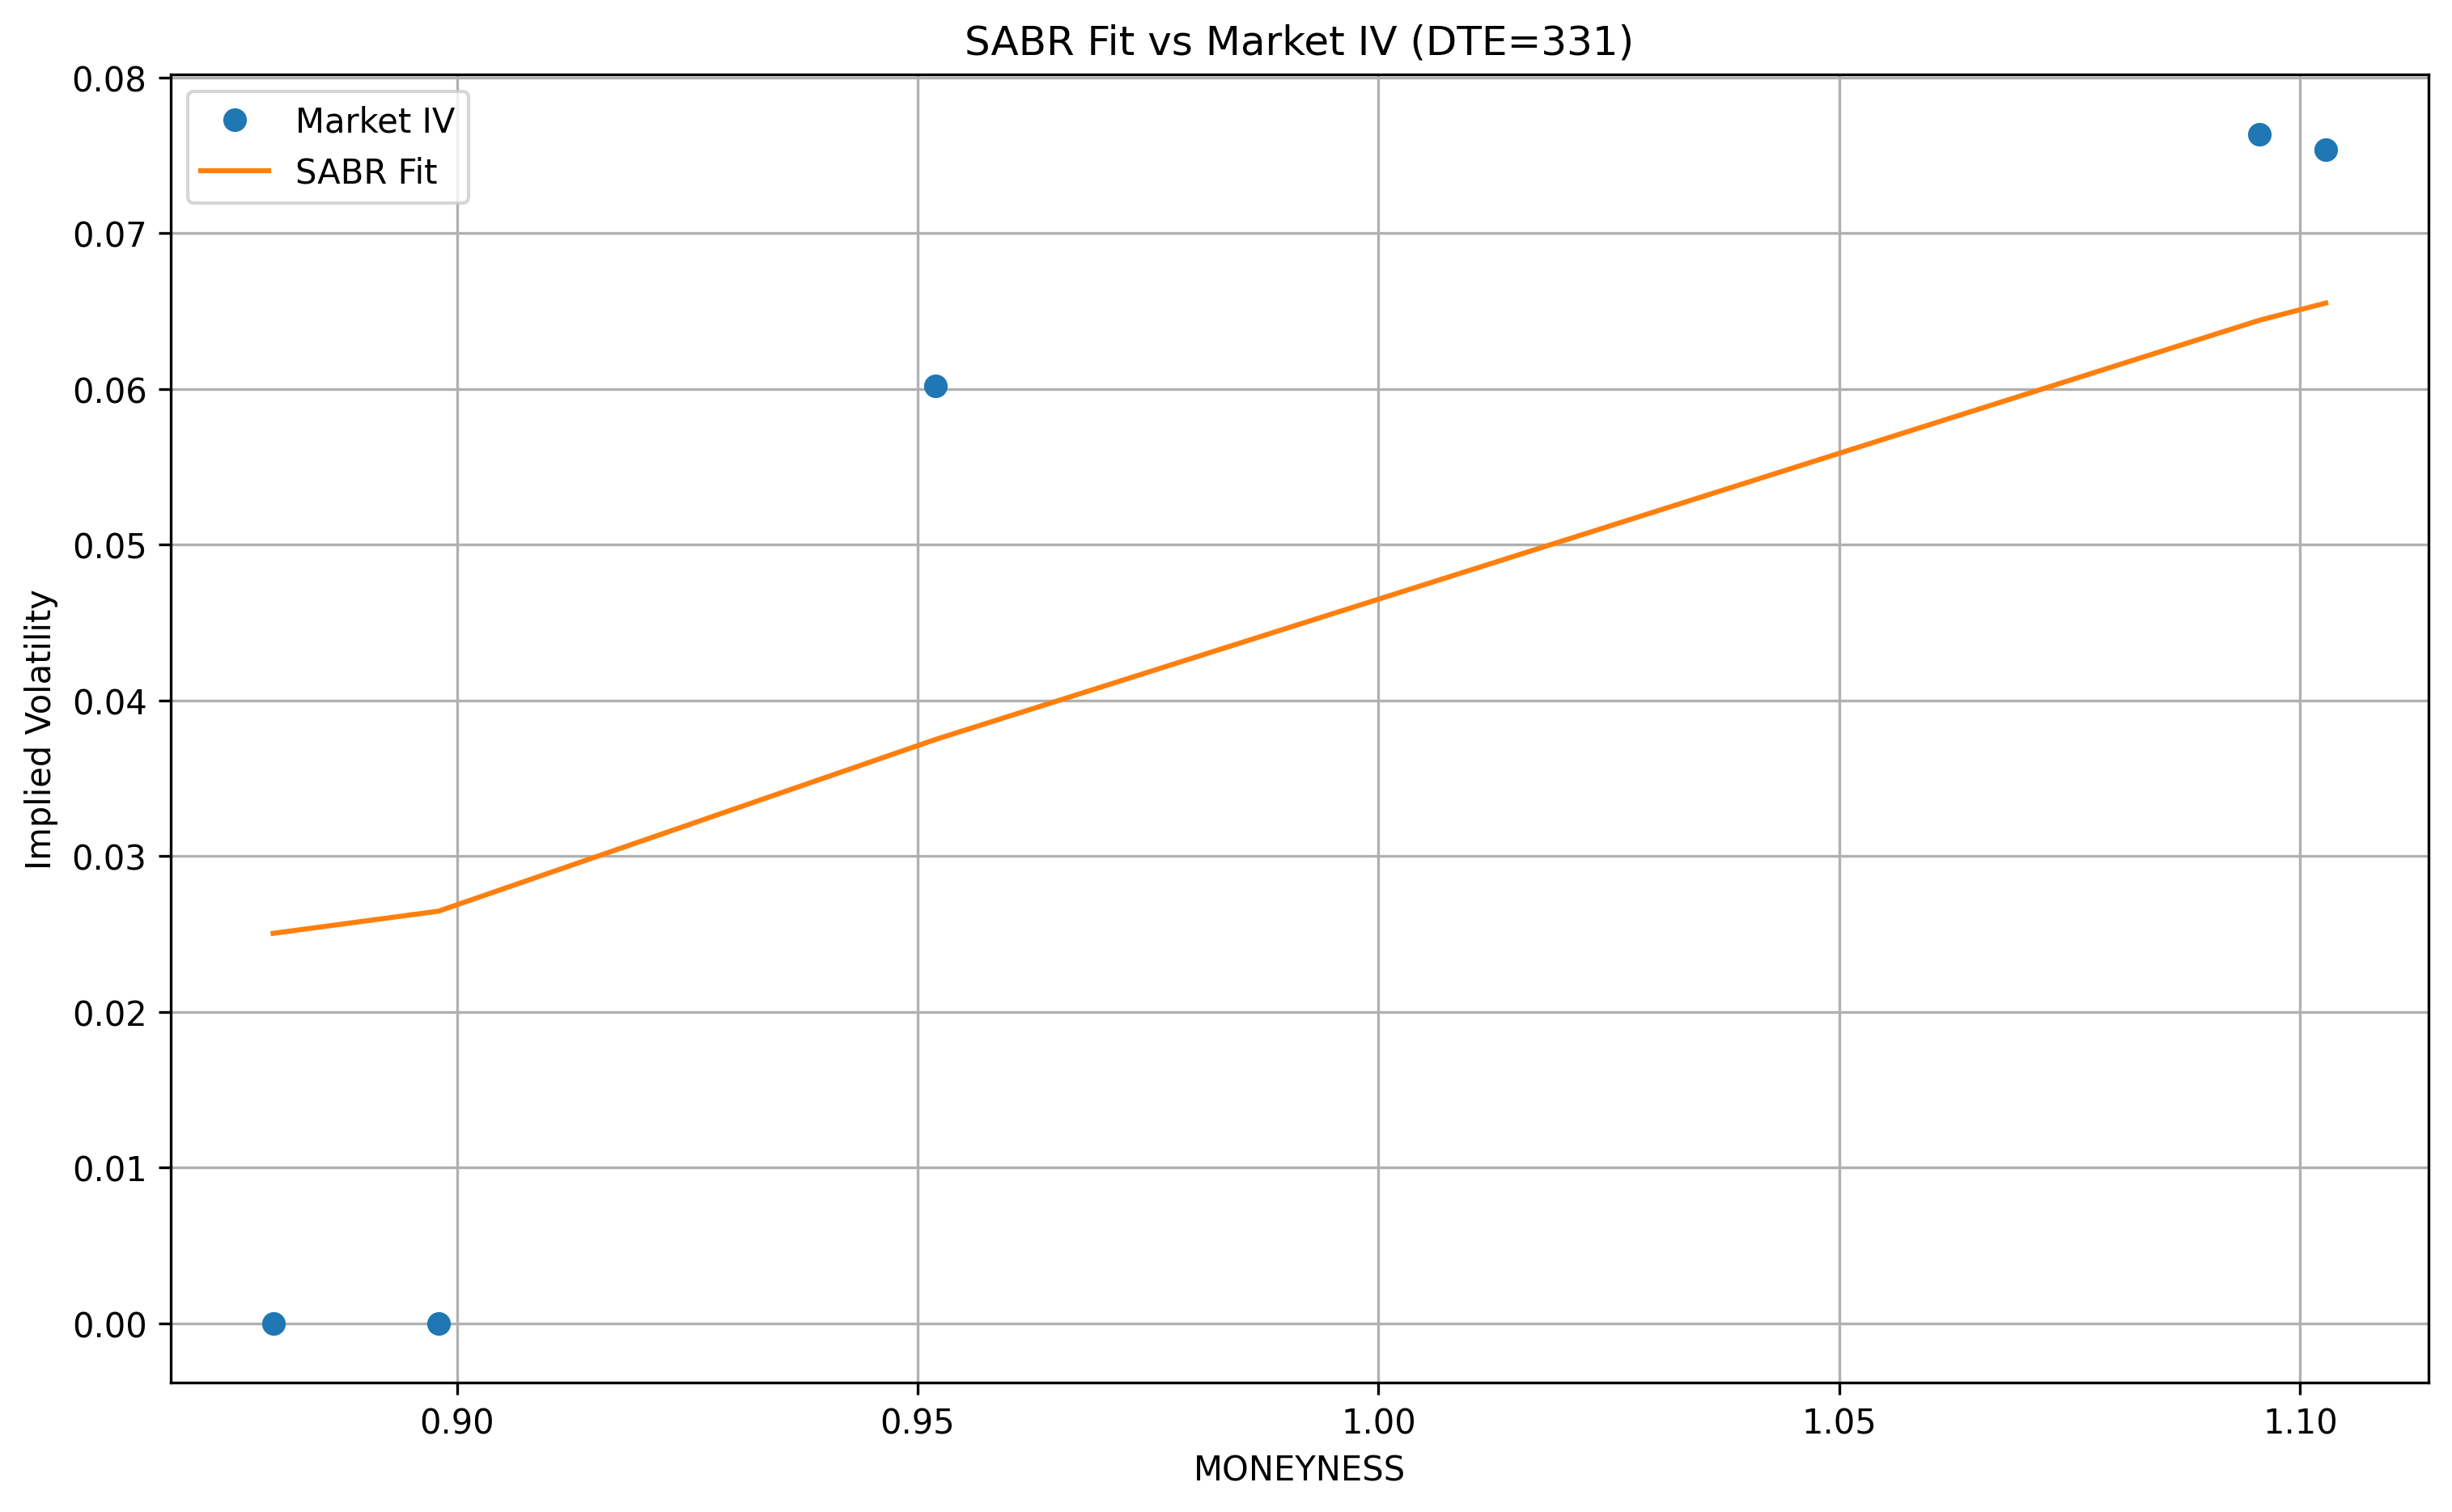 SABR Fit vs Market IV (DTE=331)
Market IV
SABR Fit
Implied Volatility
0.08
0.07
0.06
0.05
0.04
0.03
0.02
0.01
0.00
0.90 0.95 1.00 1.05 1.10
MONEYNESS